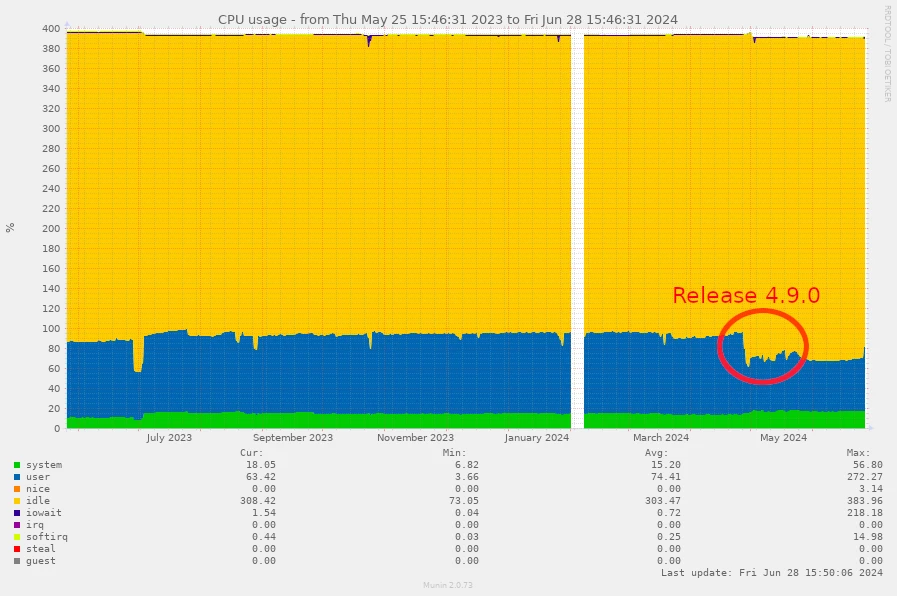 CPU usage - from Thu May 25 15:46:31 2023 to Fri Jun 28 15:46:31 2024
RRDTOOL / TOBI OETIKER
400
380
360
340
320
300
280
260
240
220
200
180
160
140
120
100
80
60
40
20
0
%
Release 4.9.0
July 2023 September 2023 November 2023 January 2024 March 2024 May 2024
Cur: Min: Avg: Max:
system 18.05 6.82 15.20 56.80
user 63.42 3.66 74.41 272.27
nice 0.00 0.00 0.00 3.14
idle 308.42 73.05 303.47 383.96
iowait 1.54 0.04 0.72 218.18
irq 0.00 0.00 0.00 0.00
softirq 0.44 0.03 0.25 14.98
steal 0.00 0.00 0.00 0.00
guest 0.00 0.00 0.00 0.00
Last update: Fri Jun 28 15:50:06 2024
Munin 2.0.73